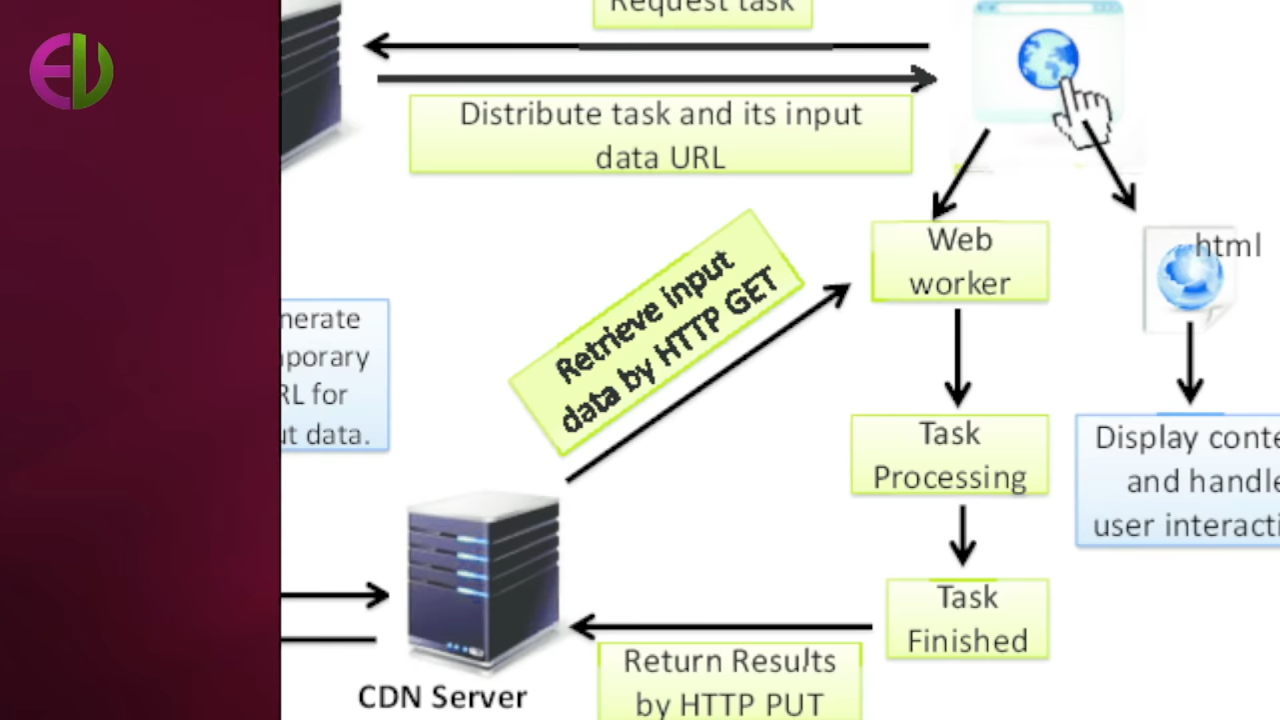 EV
Request task
Distribute task and its input
data URL
Web
worker
html
Retrieve input
data by HTTP GET
nerate
porary
RL for
ut data.
Task
Processing
Display conte
and handle
user interacti
Task
Finished
Return Results
by HTTP PUT
CDN Server